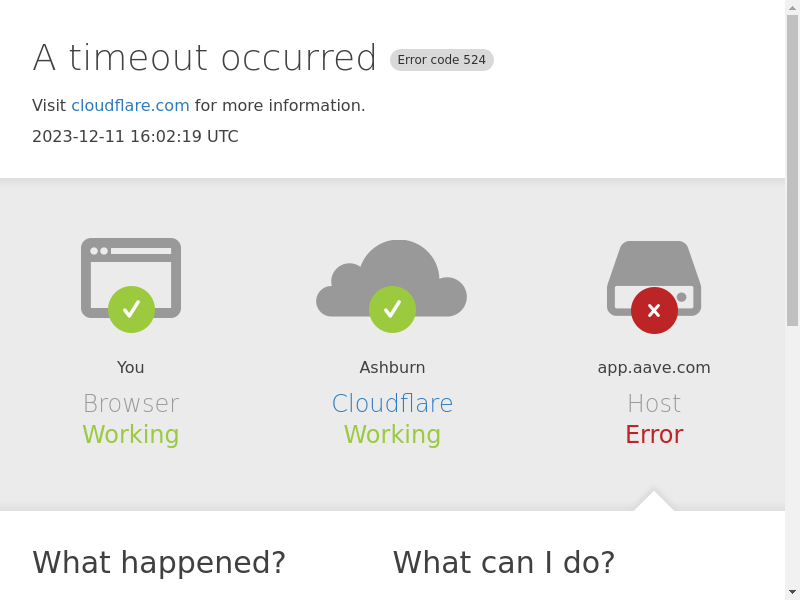 A timeout occurred Error code 524
Visit cloudflare.com for more information.
2023-12-11 16:02:19 UTC
You
Browser
Working
Ashburn
Cloudflare
Working
app.aave.com
Host
Error
What happened?
What can I do?